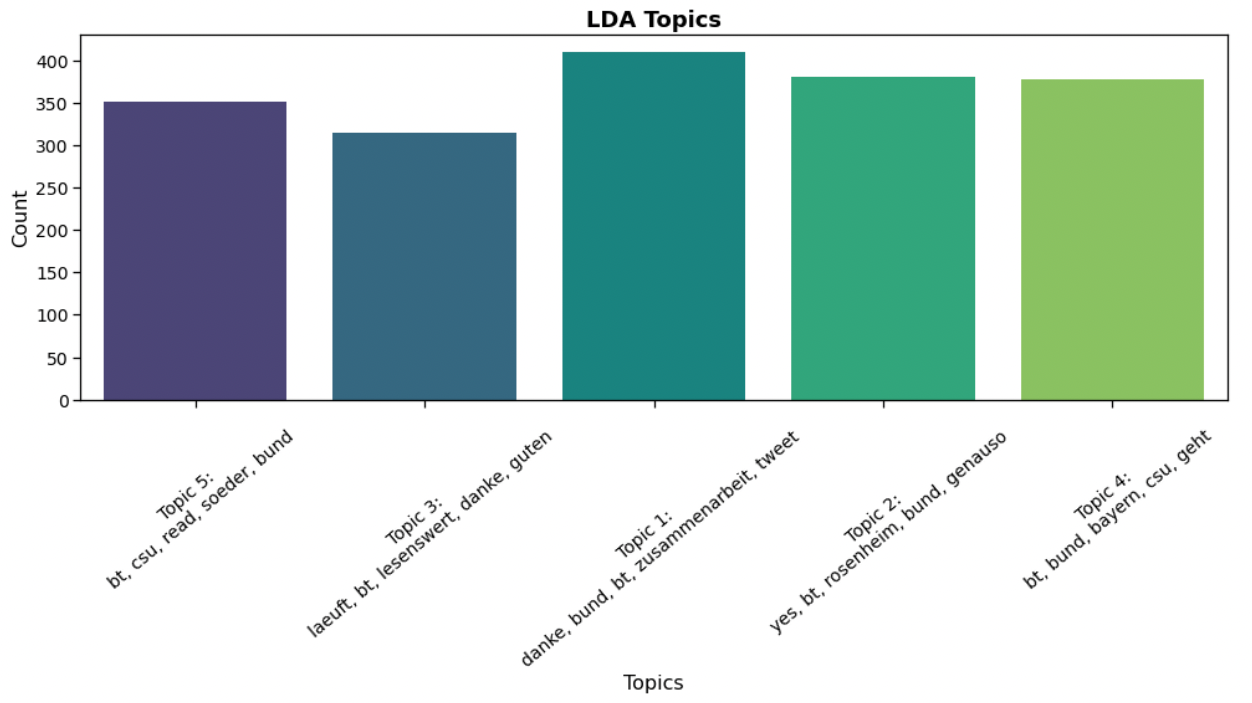 LDA Topics
400
350
300
250
200
150
100
50
0
Count
Topic 5:
bt, csu, read, soeder, bund
Topic 3:
laeuft, bt, lesenswert, danke, guten
Topic 1:
danke, bund, bt, zusammenarbeit, tweet
Topic 2:
yes, bt, rosenheim, bund, genauso
Topic 4:
bt, bund, bayern, csu, geht
Topics